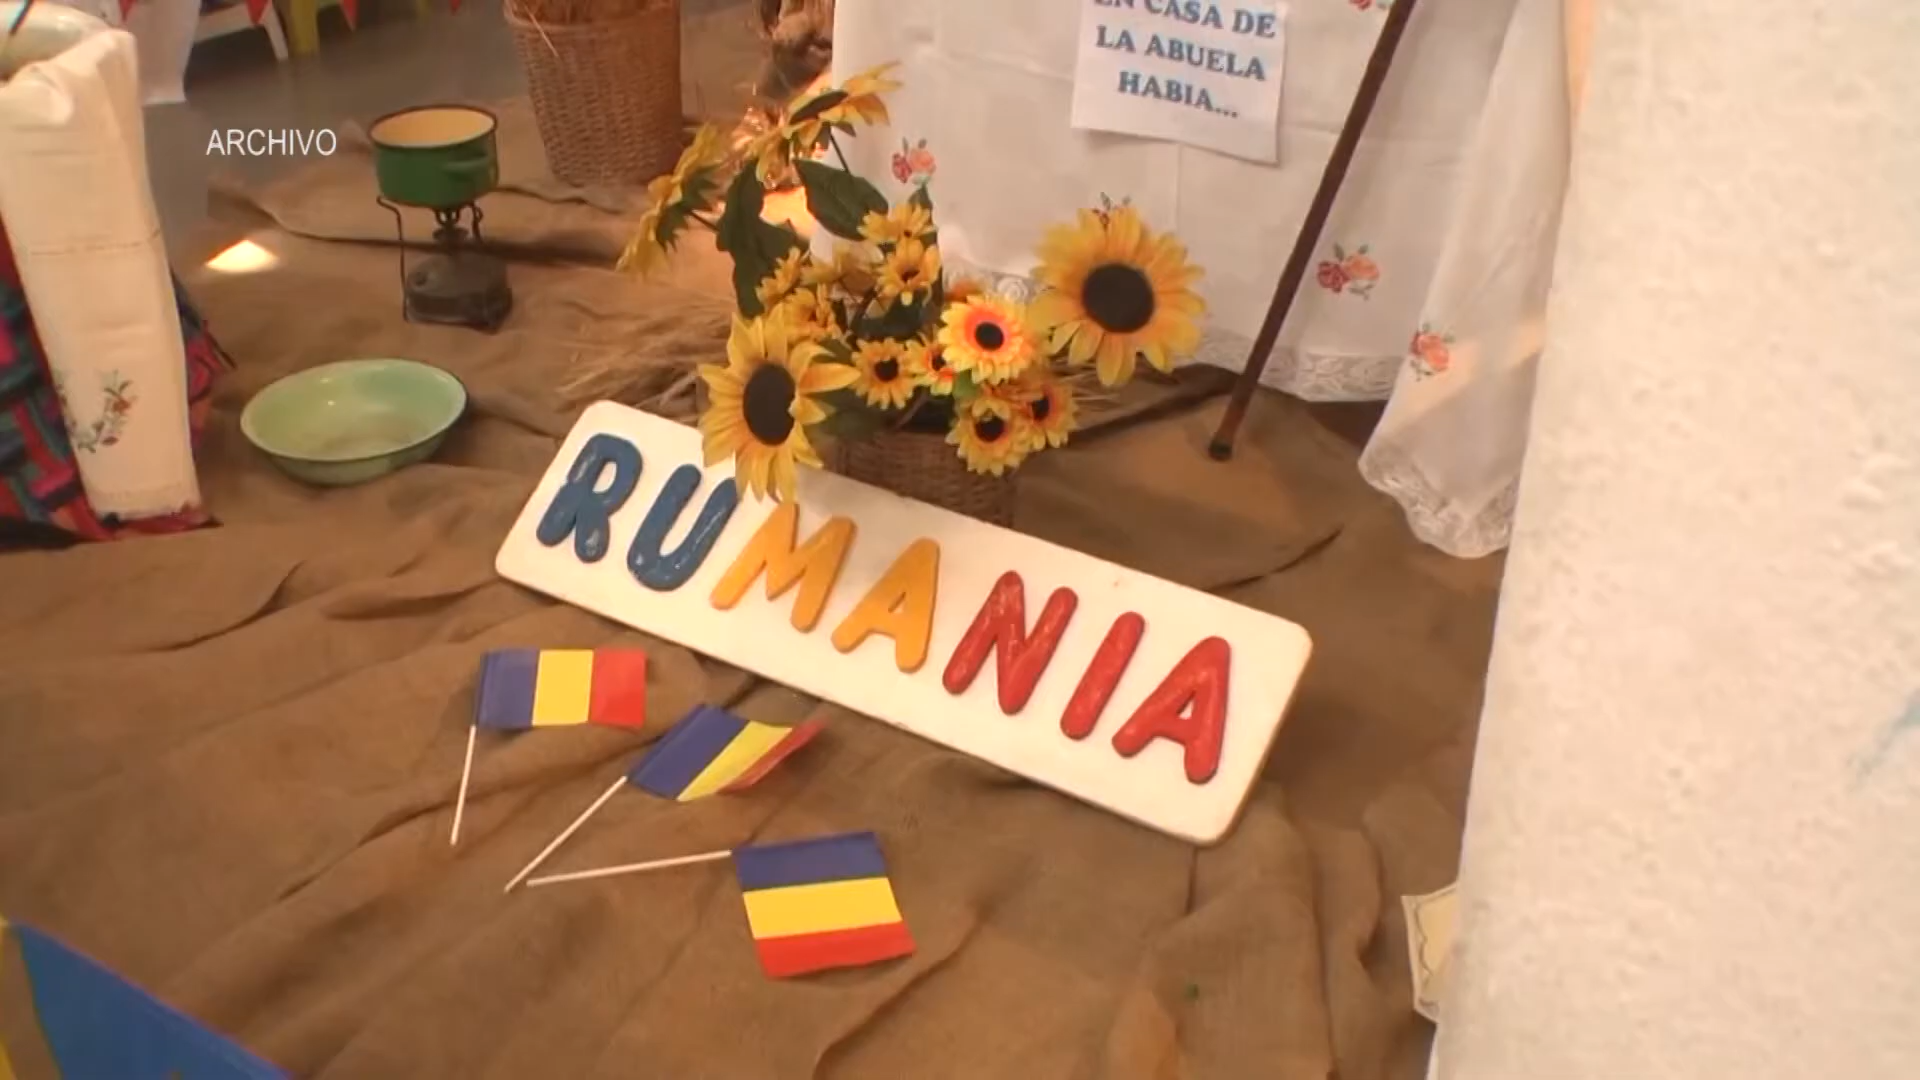 EN CASA DE
LA ABUELA
HABIA...
ARCHIVO
RUMANIA